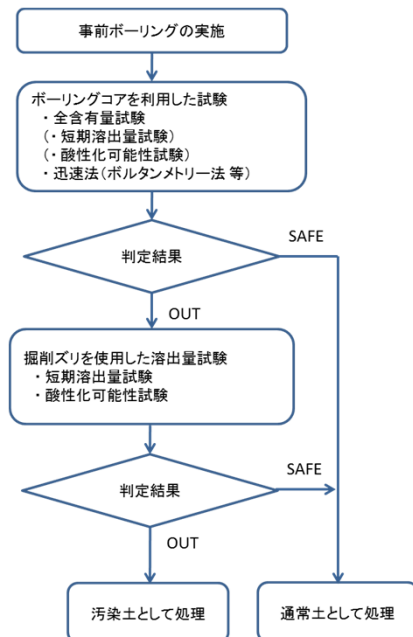 事前ボーリングの実施
ボーリングコアを利用した試験
・全含有量試験
(・短期溶出量試験)
(・酸性化可能性試験)
・迅速法(ボルタンメトリー法 等)
判定結果
SAFE
OUT
掘削ズリを使用した溶出量試験
・短期溶出量試験
・酸性化可能性試験
判定結果
SAFE
OUT
汚染土として処理
通常土として処理